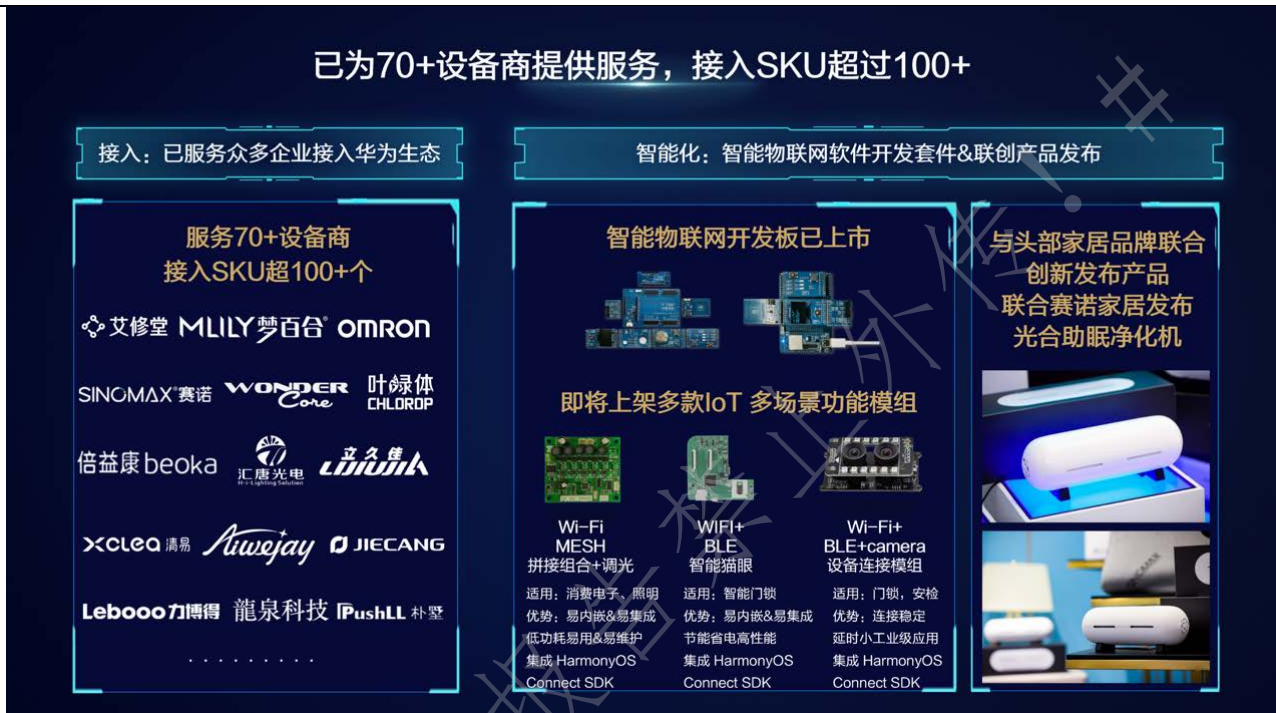 已为70+设备商提供服务，接入SKU超过100+
接入：已服务众多企业接入华为生态
智能化：智能物联网软件开发套件&联创产品发布
服务70+设备商
接入SKU超100+个
艾修堂 MLILY梦百合® OMRON
SINOMAX®赛诺 WONDER Core 叶绿体 CHLOROP
倍益康beoka 汇唐光电 H-i-Lighting Solution 立久佳 LIJIUJIA
XCLEA清易 Aiwejay JIECANG
Lebooo力博得 龍泉科技 IPushLL 朴墅
. . . . . . . . .
智能物联网开发板已上市
即将上架多款IoT 多场景功能模组
Wi-Fi
MESH
拼接组合+调光
适用：消费电子、照明
优势：易内嵌&易集成
低功耗易用&易维护
集成 HarmonyOS
Connect SDK
WIFI+
BLE
智能猫眼
适用：智能门锁
优势：易内嵌&易集成
节能省电高性能
集成 HarmonyOS
Connect SDK
Wi-Fi+
BLE+camera
设备连接模组
适用：门锁，安检
优势：连接稳定
延时小工业级应用
集成 HarmonyOS
Connect SDK
与头部家居品牌联合
创新发布产品
联合赛诺家居发布
光合助眠净化机
报告禁止外传！#